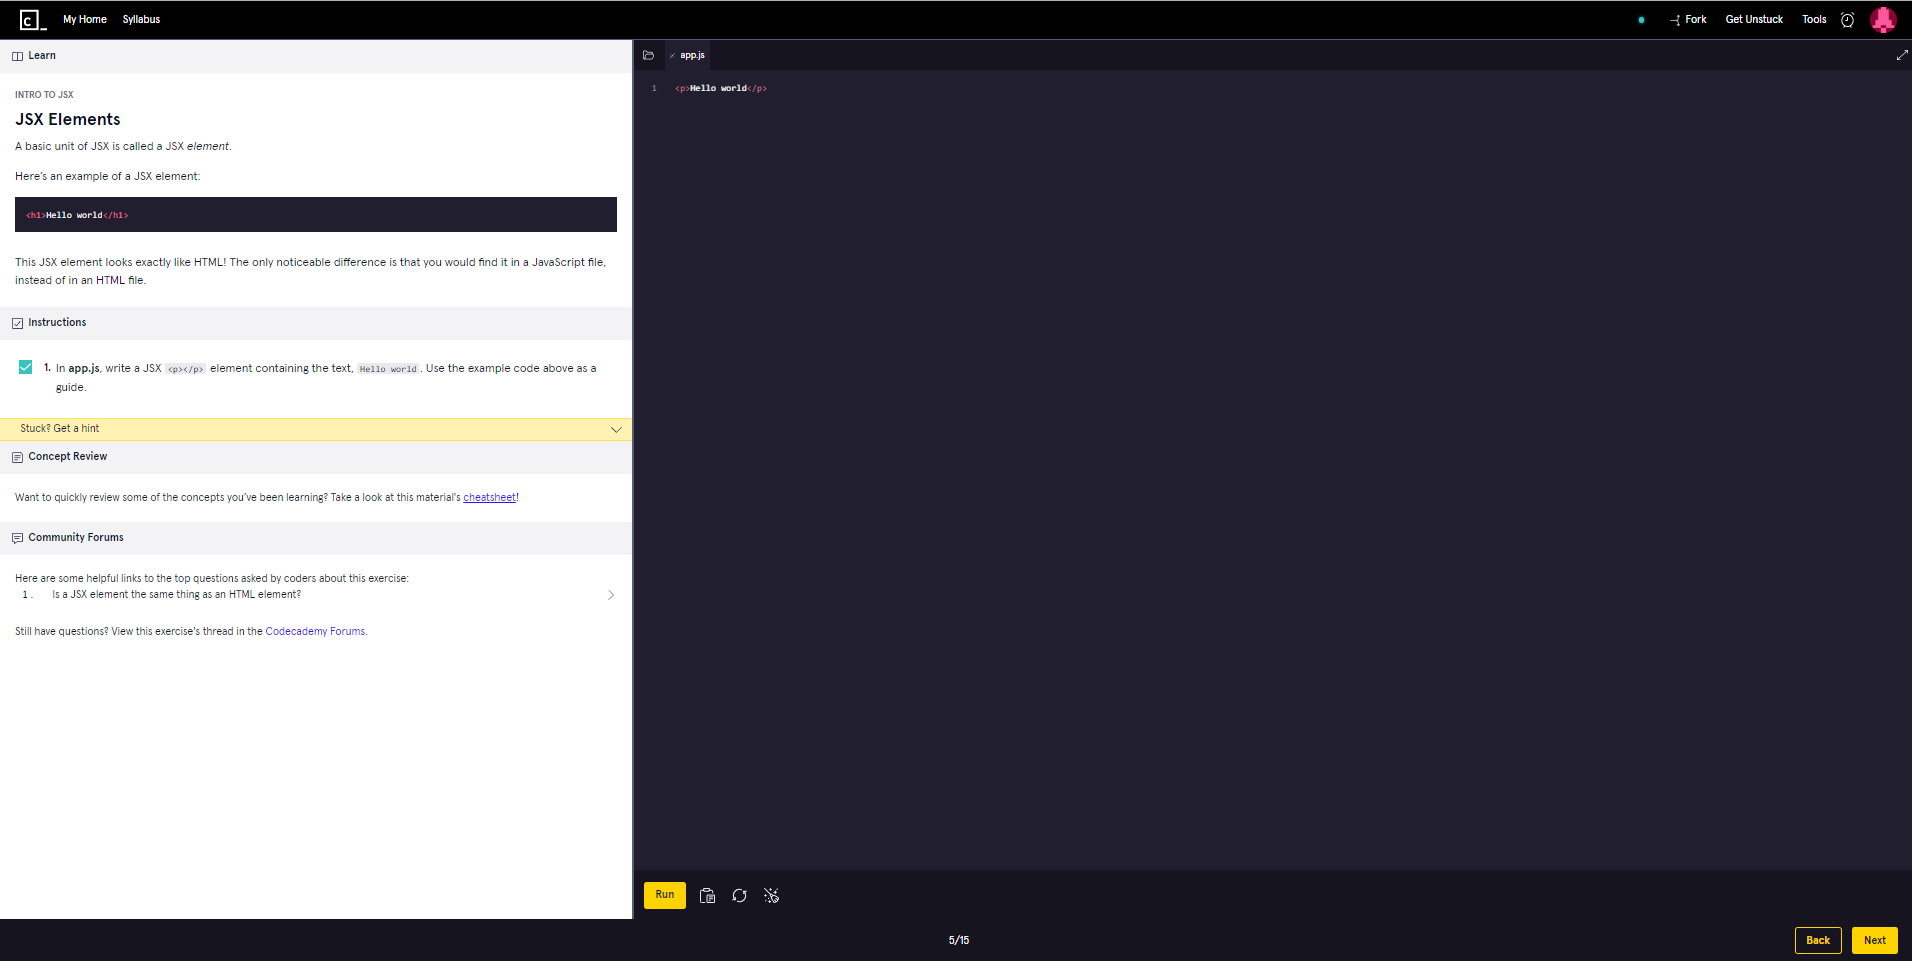 My Home Syllabus Fork Get Unstuck Tools
Learn
INTRO TO JSX
JSX Elements
A basic unit of JSX is called a JSX element.
Here's an example of a JSX element:
<h1>Hello world</h1>
This JSX element looks exactly like HTML! The only noticeable difference is that you would find it in a JavaScript file,
instead of in an HTML file.
Instructions
1. In app.js, write a JSX <p></p> element containing the text, Hello world. Use the example code above as a
guide.
Stuck? Get a hint
Concept Review
Want to quickly review some of the concepts you've been learning? Take a look at this material's cheatsheet!
Community Forums
Here are some helpful links to the top questions asked by coders about this exercise:
1. Is a JSX element the same thing as an HTML element?
Still have questions? View this exercise's thread in the Codecademy Forums.
app.js
1 <p>Hello world</p>
Run
5/15
Back Next